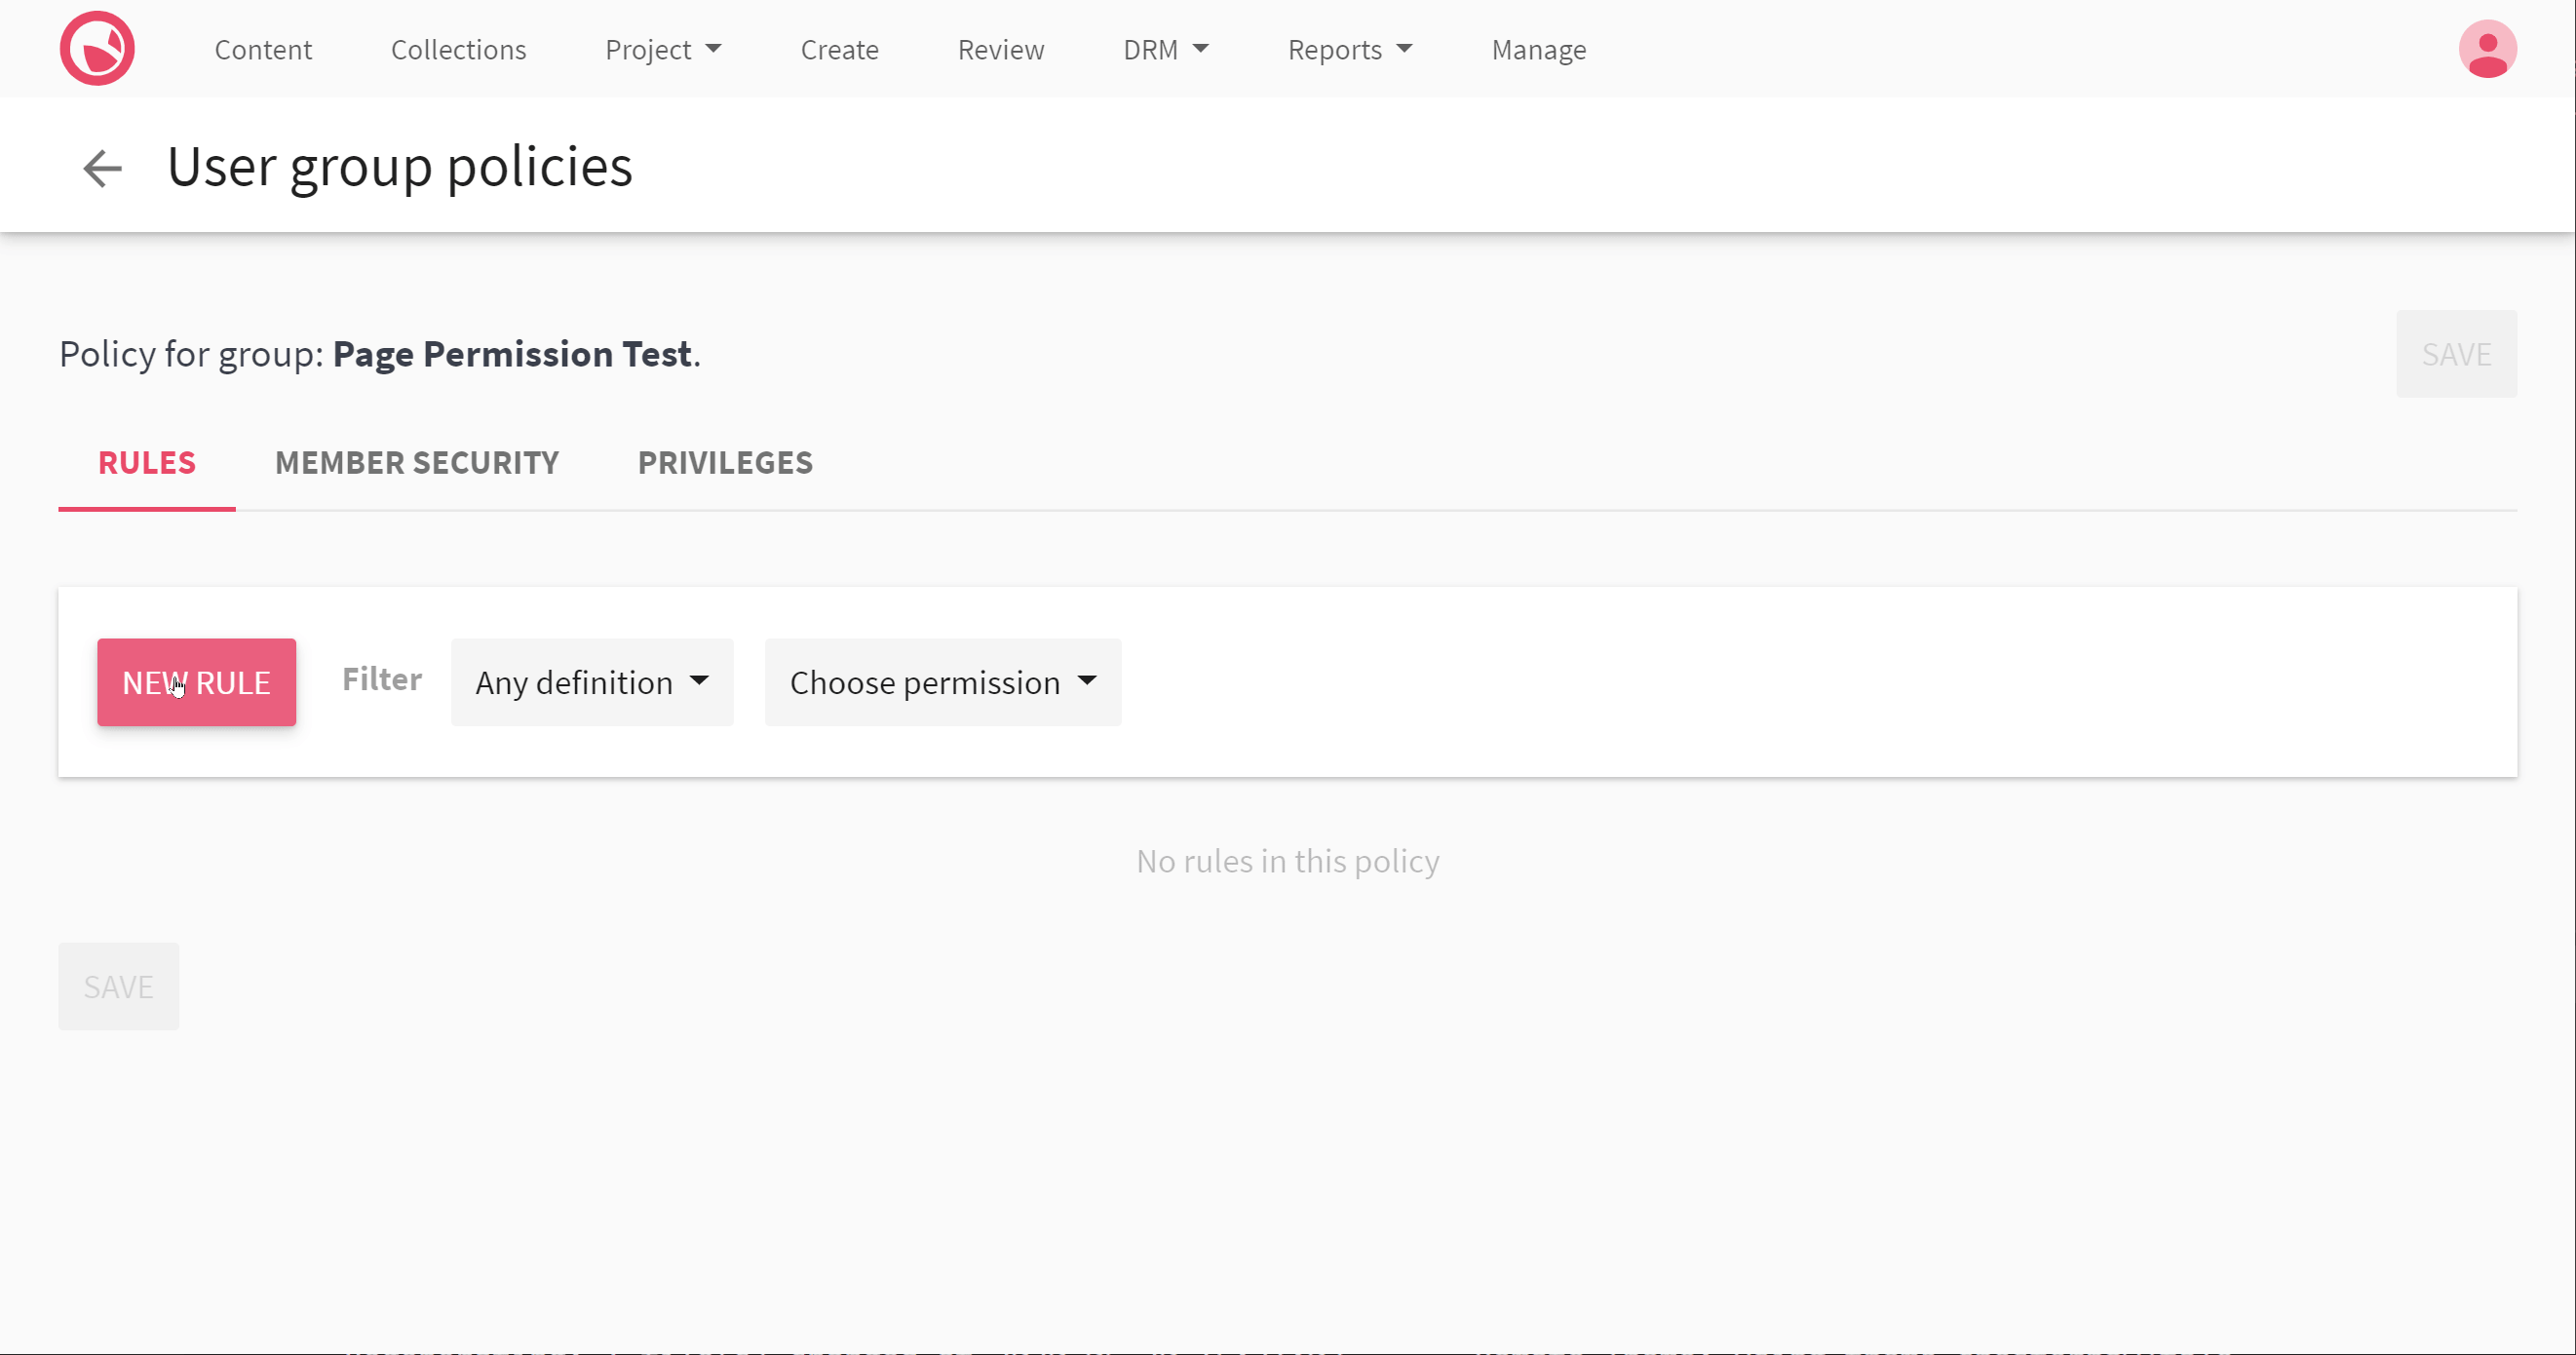 Content Collections Project Create Review DRM Reports Manage
User group policies
Policy for group: Page Permission Test.
SAVE
RULES MEMBER SECURITY PRIVILEGES
NEW RULE Filter Any definition Choose permission
No rules in this policy
SAVE